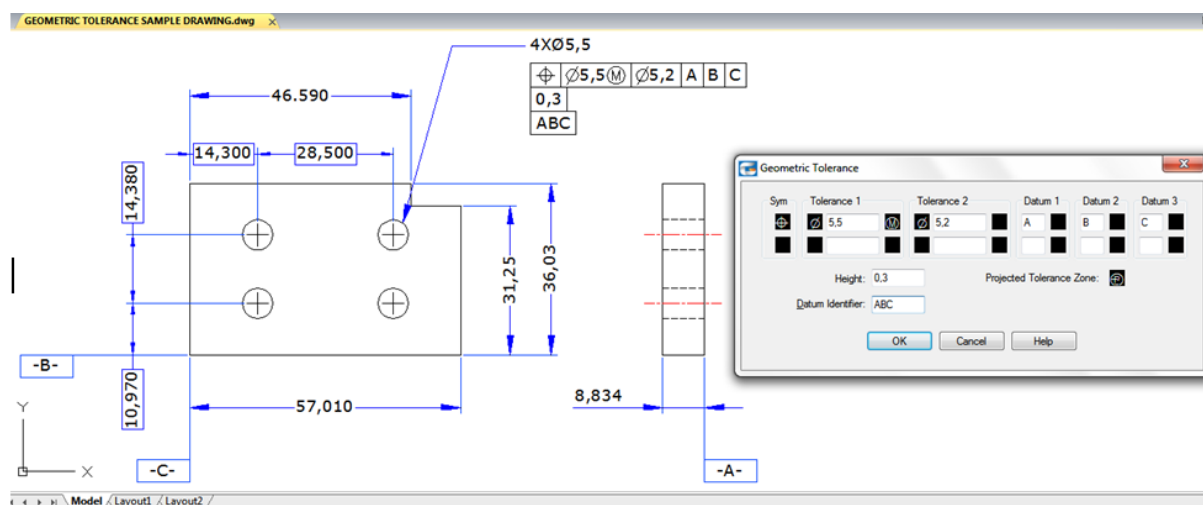 GEOMETRIC TOLERANCE SAMPLE DRAWING.dwg ×
4XØ5,5
⌖ Ø5,5Ⓜ Ø5,2 A B C
0,3
ABC
46.590
14,300 28,500
14,380
31,25
36,03
10,970
57,010
8,834
-B-
-C-
-A-
Y
X
Geometric Tolerance
Sym Tolerance 1 Tolerance 2 Datum 1 Datum 2 Datum 3
⌖ Ø 5,5 Ⓜ Ø 5,2 A B C
Height: 0,3 Projected Tolerance Zone: Ⓟ
Datum Identifier: ABC
OK Cancel Help
Model Layout1 Layout2